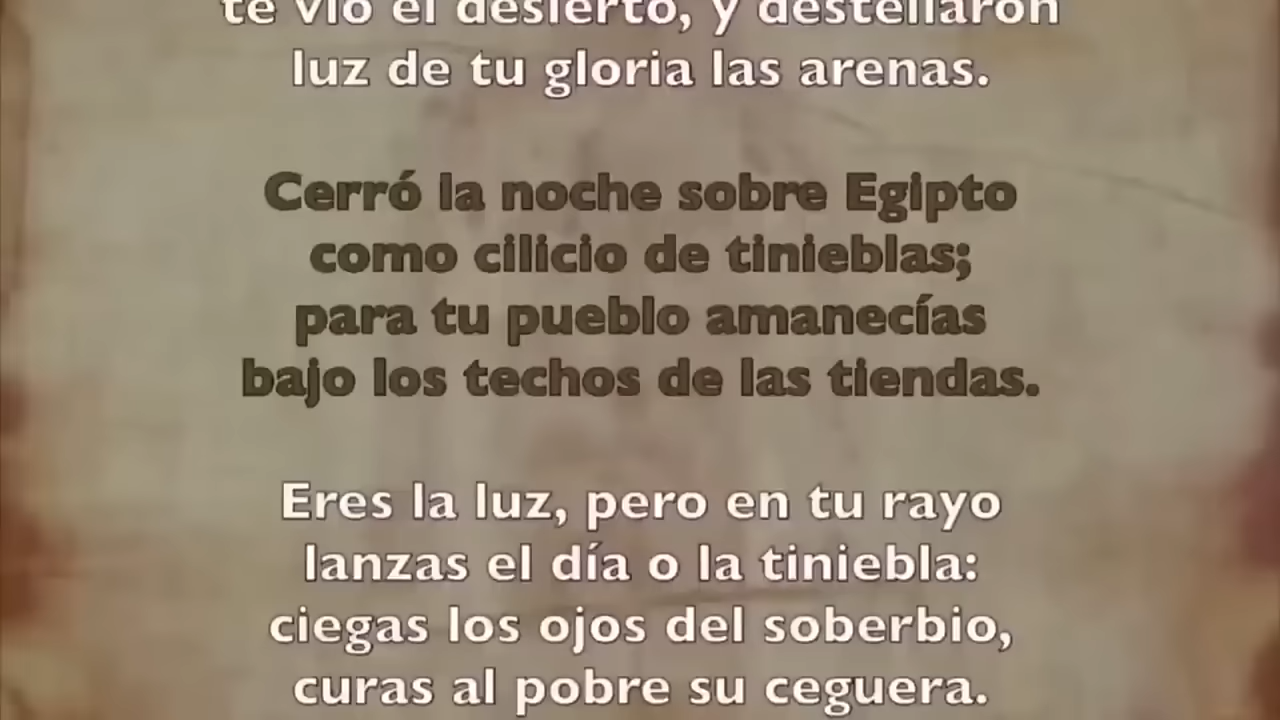 te vio el desierto, y destellaron
luz de tu gloria las arenas.
Cerró la noche sobre Egipto
como cilicio de tinieblas;
para tu pueblo amanecías
bajo los techos de las tiendas.
Eres la luz, pero en tu rayo
lanzas el día o la tiniebla:
ciegas los ojos del soberbio,
curas al pobre su ceguera.